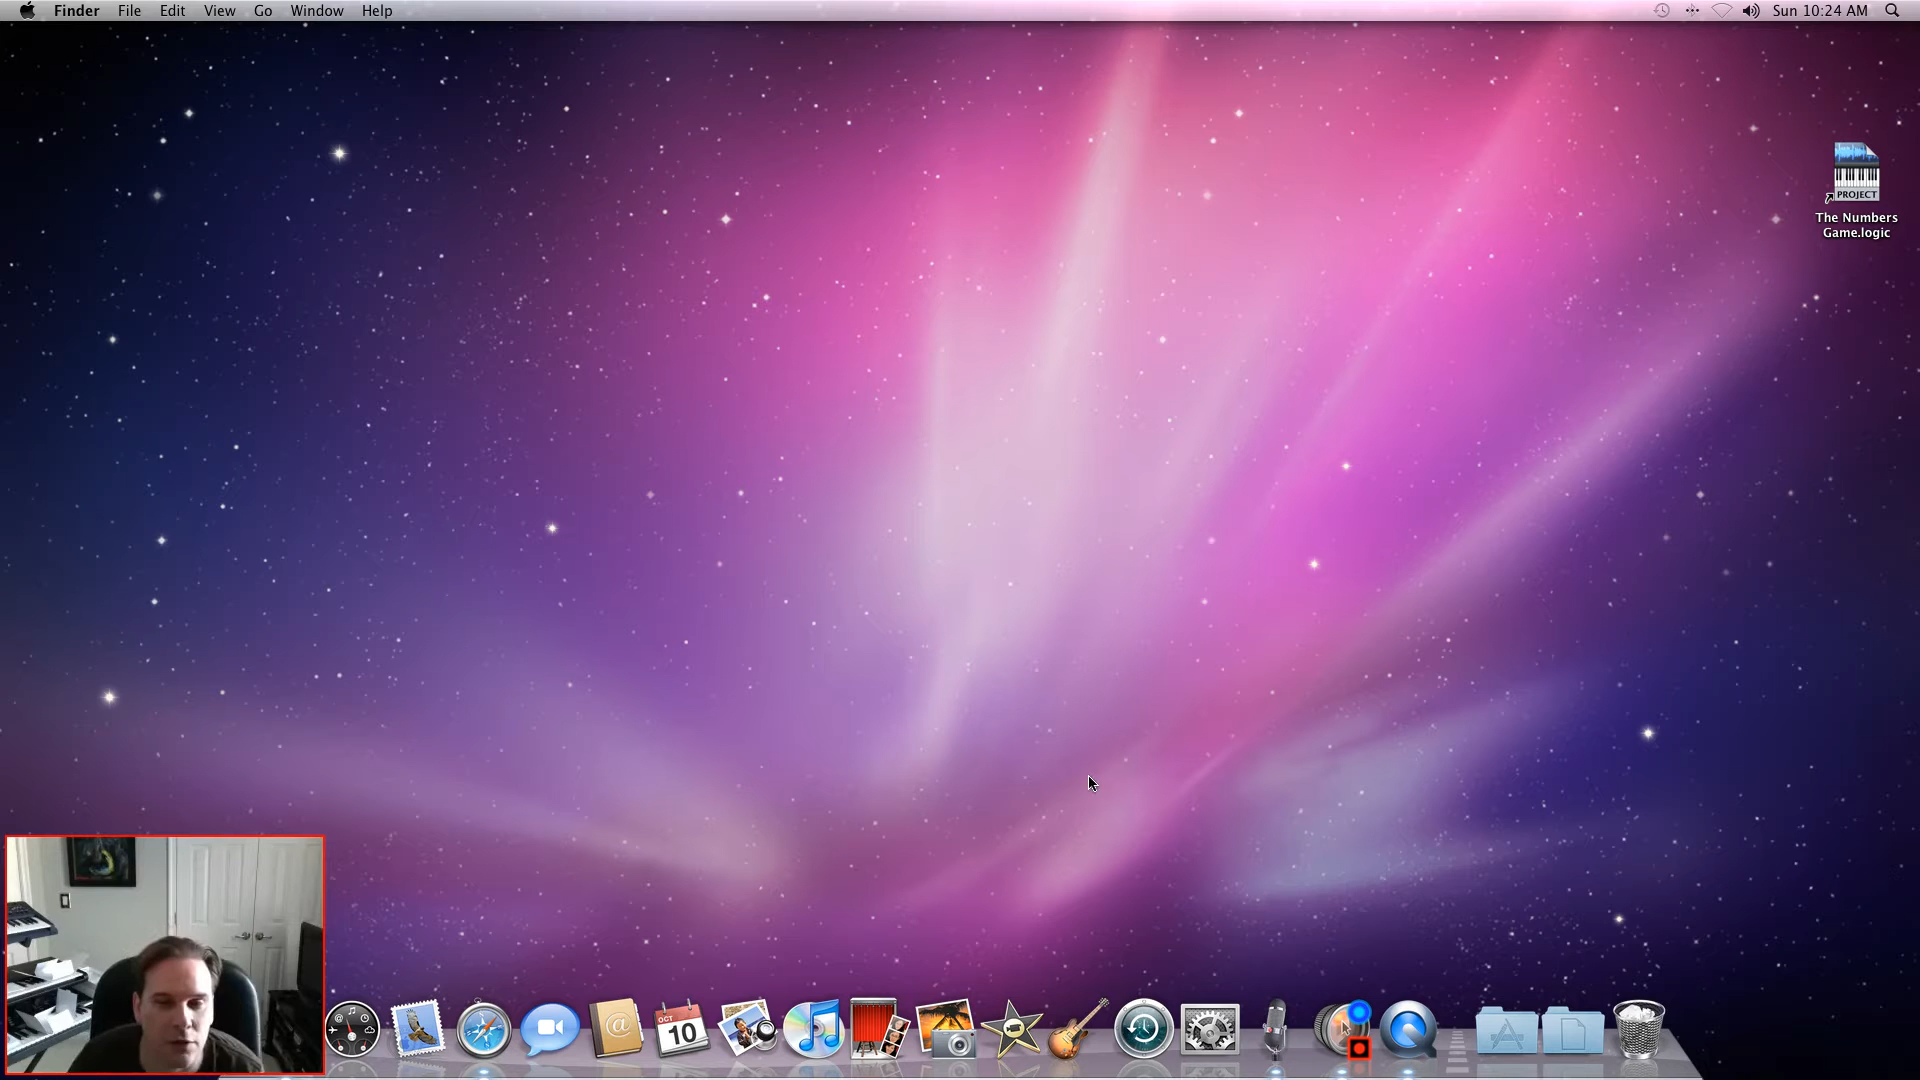 Finder File Edit View Go Window Help
Sun 10:24 AM
PROJECT
The Numbers
Game.logic
OCT
10
@